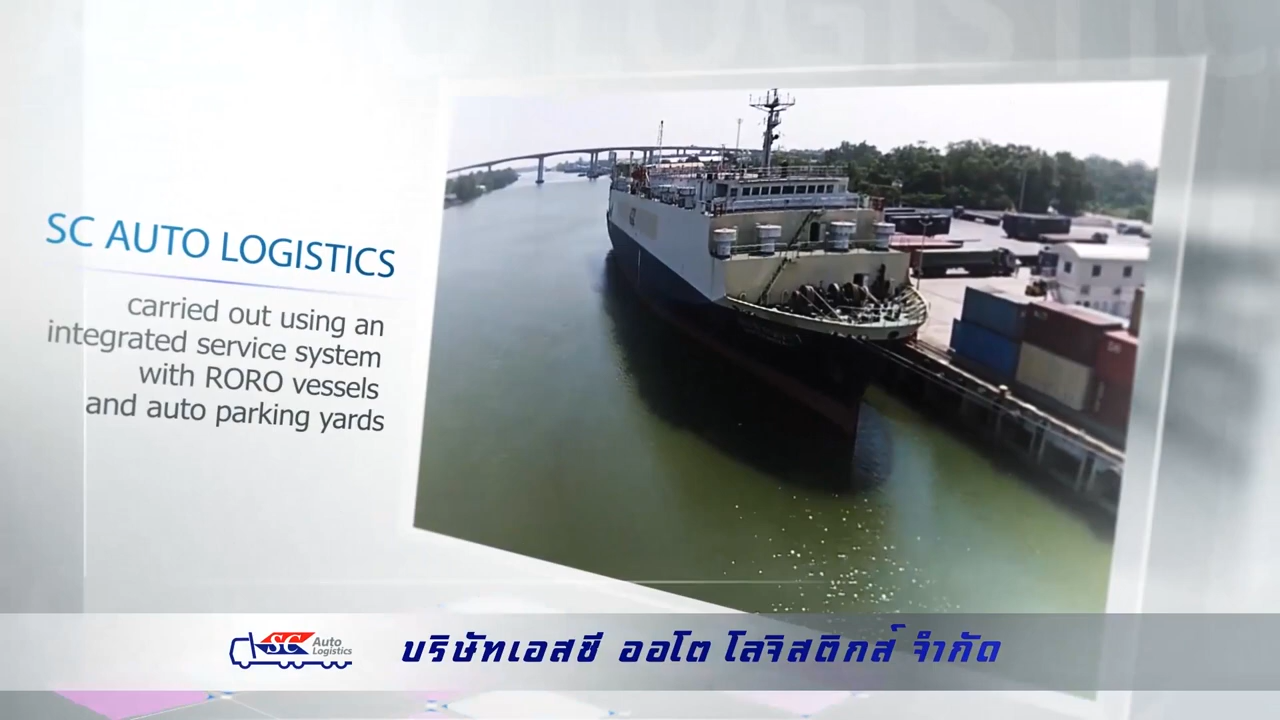 SC AUTO LOGISTICS
carried out using an
integrated service system
with RORO vessels
and auto parking yards
SC Auto
Logistics
บริษัทเอสซี ออโต โลจิสติกส์ จำกัด